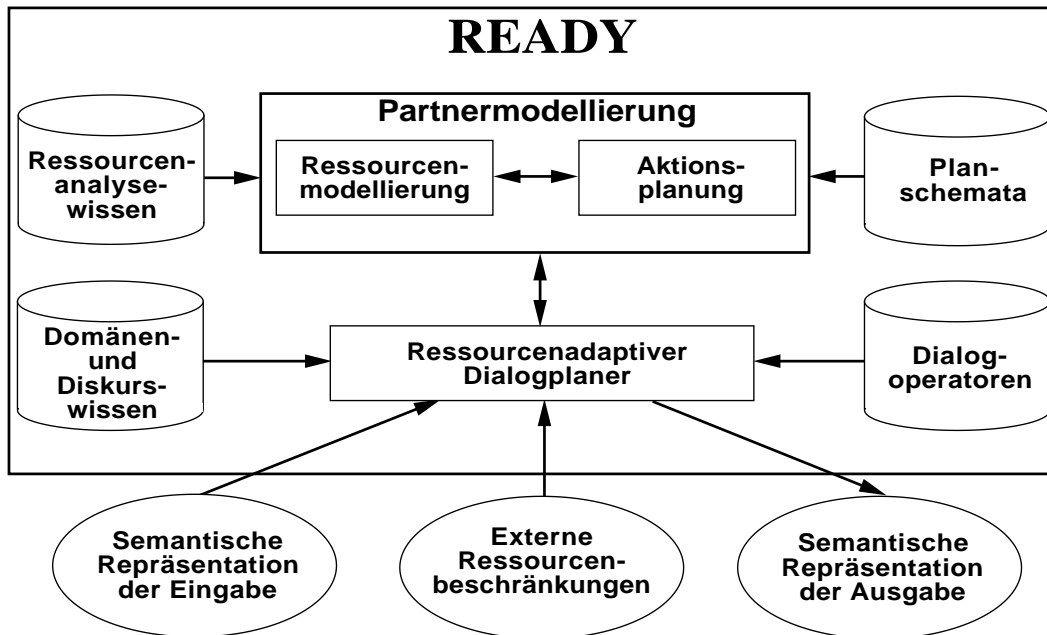 READY
Partnermodellierung
Ressourcen-
analyse-
wissen
Ressourcen-
modellierung
Aktions-
planung
Plan-
schemata
Domänen-
und
Diskurs-
wissen
Ressourcenadaptiver
Dialogplaner
Dialog-
operatoren
Semantische
Repräsentation
der Eingabe
Externe
Ressourcen-
beschränkungen
Semantische
Repräsentation
der Ausgabe